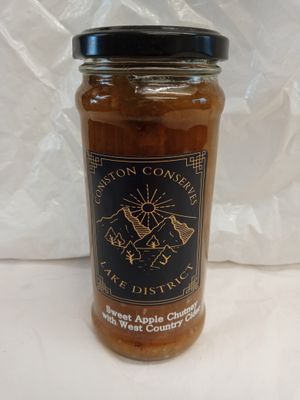 CONISTON CONSERVES
LAKE DISTRICT
Sweet Apple Chutney
with West Country Cider